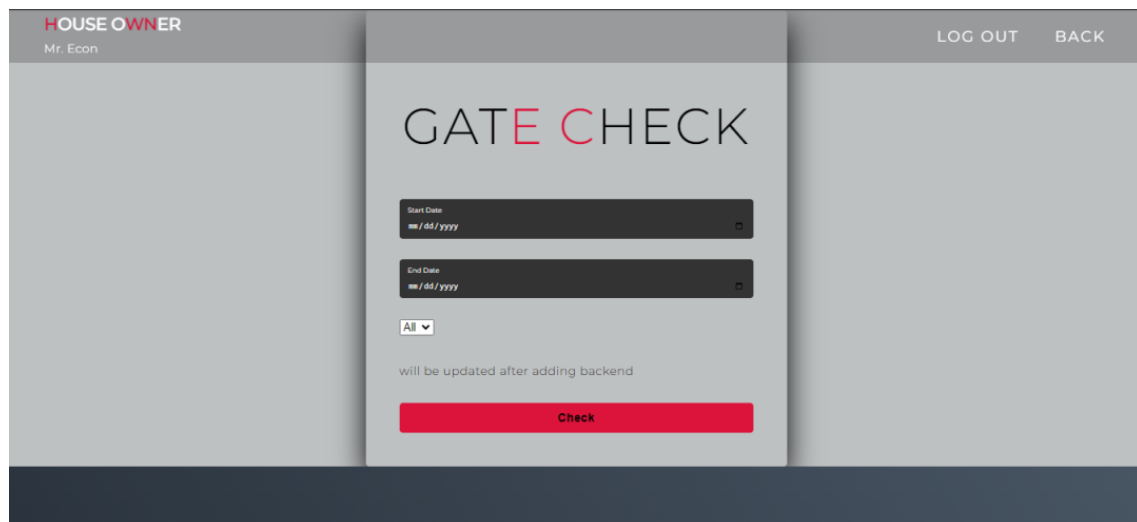 HOUSE OWNER
Mr. Econ
LOG OUT BACK
GATE CHECK
Start Date
mm/dd/yyyy
End Date
mm/dd/yyyy
All
will be updated after adding backend
Check